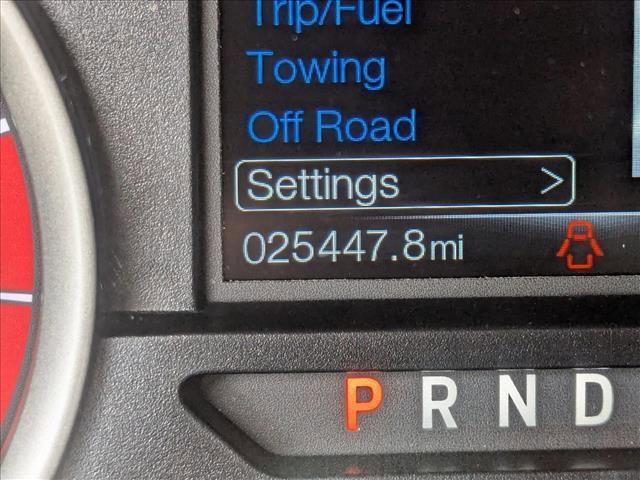 Trip/Fuel
Towing
Off Road
Settings >
025447.8mi
P R N D